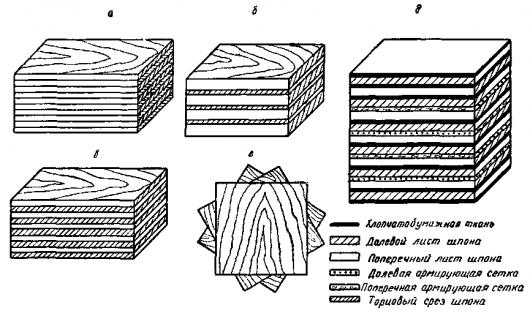 а
б
д
в
г
Хлопчатобумажная ткань
Долевой лист шпона
Поперечный лист шпона
Долевая армирующая сетка
Поперечная армирующая сетка
Торцовый срез шпона